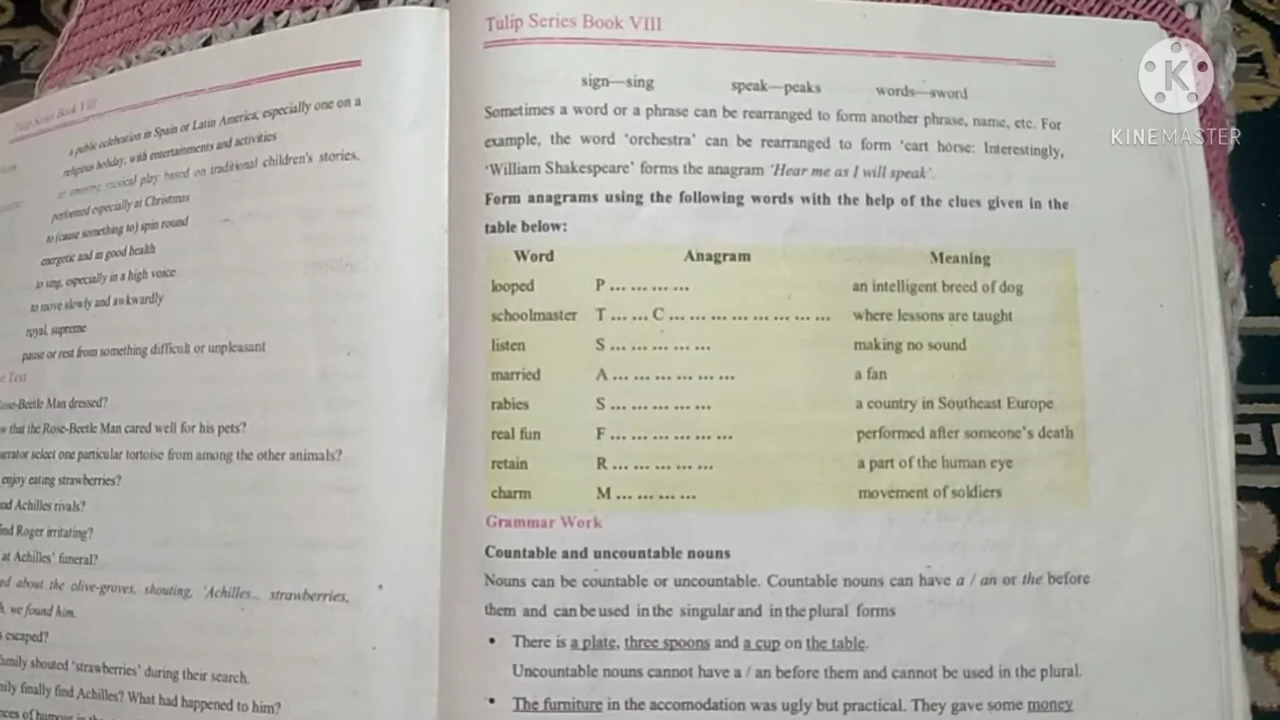 Tulip Series Book VIII
a public celebration in Spain or Latin America, especially one on a
religious holiday, with entertainments and activities
an amusing musical play based on traditional children's stories,
performed especially at Christmas
to (cause something to) spin round
energetic and in good health
to sing, especially in a high voice
to move slowly and awkwardly
royal, supreme
pause or rest from something difficult or unpleasant
Text
Rose-Beetle Man dressed?
that the Rose-Beetle Man cared well for his pets?
narrator select one particular tortoise from among the other animals?
enjoy eating strawberries?
and Achilles rivals?
find Roger irritating?
at Achilles' funeral?
about the olive-groves, shouting, 'Achilles... strawberries,
we found him.
escaped?
family shouted 'strawberries' during their search.
finally find Achilles? What had happened to him?
Tulip Series Book VIII
sign—sing speak—peaks words—sword
Sometimes a word or a phrase can be rearranged to form another phrase, name, etc. For
example, the word 'orchestra' can be rearranged to form 'cart horse: Interestingly,
'William Shakespeare' forms the anagram 'Hear me as I will speak'.
Form anagrams using the following words with the help of the clues given in the
table below:
Word Anagram Meaning
looped P ... ... ... ... an intelligent breed of dog
schoolmaster T ... ... C ... ... ... ... ... ... ... ... where lessons are taught
listen S ... ... ... ... ... making no sound
married A ... ... ... ... ... ... a fan
rabies S ... ... ... ... ... a country in Southeast Europe
real fun F ... ... ... ... ... ... performed after someone's death
retain R ... ... ... ... ... a part of the human eye
charm M ... ... ... ... movement of soldiers
Grammar Work
Countable and uncountable nouns
Nouns can be countable or uncountable. Countable nouns can have a / an or the before
them and can be used in the singular and in the plural forms
• There is a plate, three spoons and a cup on the table.
Uncountable nouns cannot have a / an before them and cannot be used in the plural.
• The furniture in the accomodation was ugly but practical. They gave some money
K
KINEMASTER